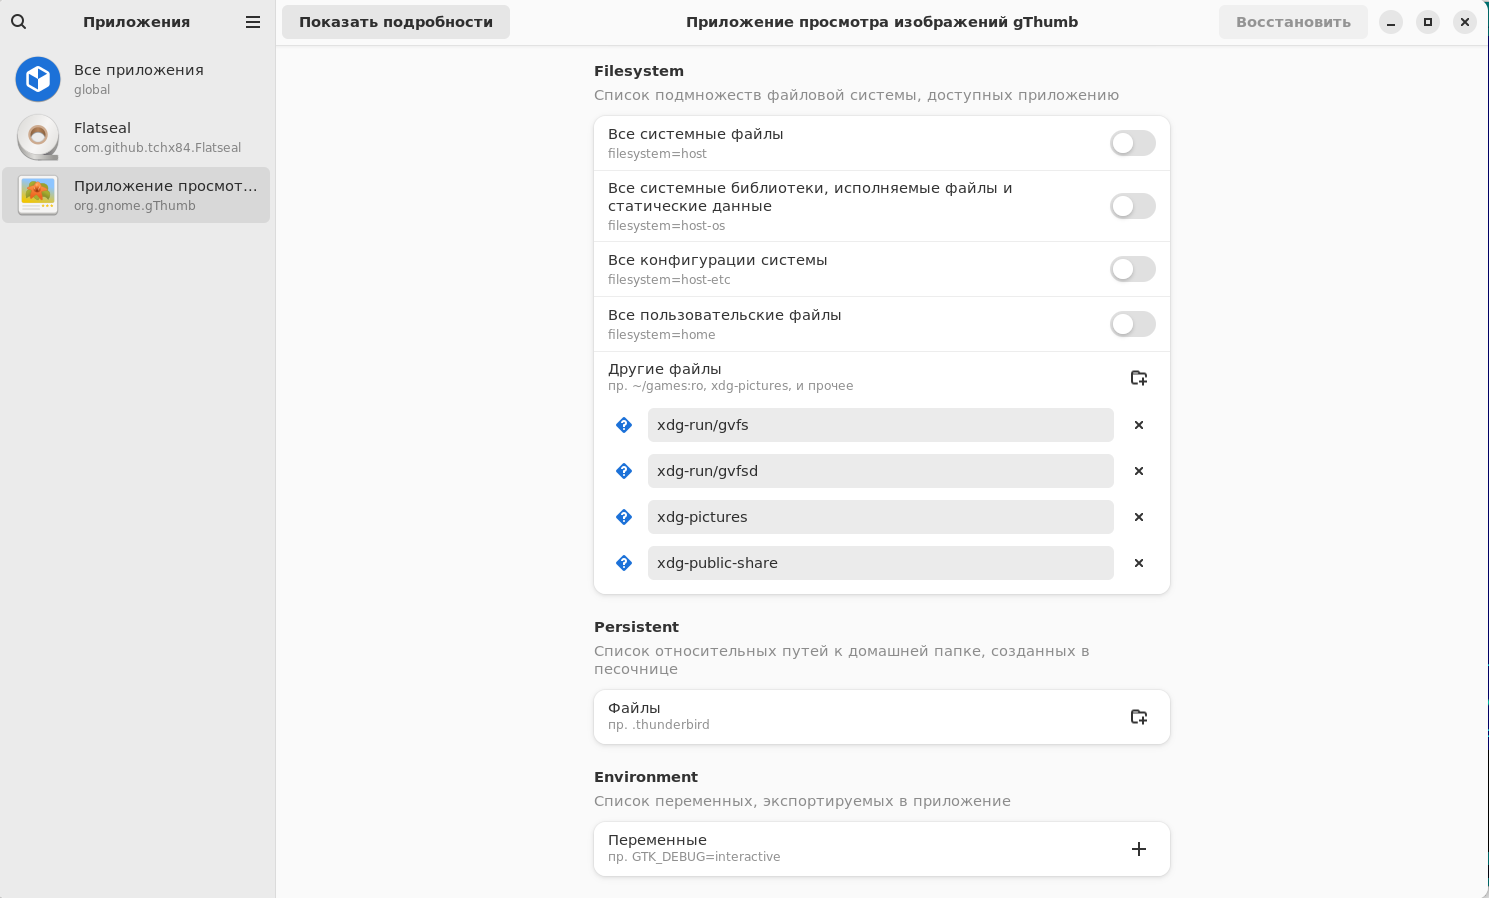 Приложения
Все приложения
global
Flatseal
com.github.tchx84.Flatseal
Приложение просмот...
org.gnome.gThumb
Показать подробности
Приложение просмотра изображений gThumb
Восстановить
Filesystem
Список подмножеств файловой системы, доступных приложению
Все системные файлы
filesystem=host
Все системные библиотеки, исполняемые файлы и
статические данные
filesystem=host-os
Все конфигурации системы
filesystem=host-etc
Все пользовательские файлы
filesystem=home
Другие файлы
пр. ~/games:ro, xdg-pictures, и прочее
xdg-run/gvfs
xdg-run/gvfsd
xdg-pictures
xdg-public-share
Persistent
Список относительных путей к домашней папке, созданных в
песочнице
Файлы
пр. .thunderbird
Environment
Список переменных, экспортируемых в приложение
Переменные
пр. GTK_DEBUG=interactive